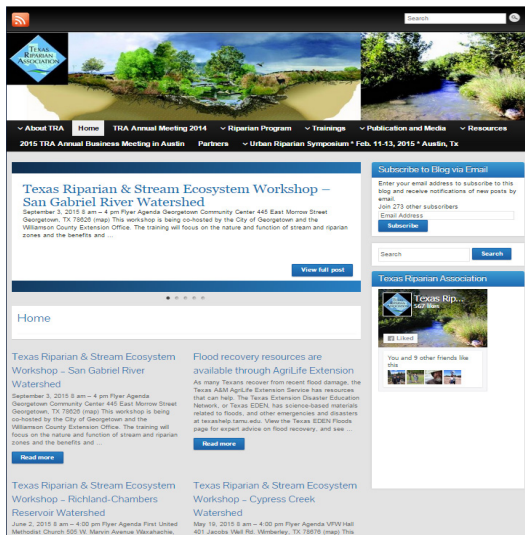 Search
TEXAS
RIPARIAN
ASSOCIATION
About TRA
Home
TRA Annual Meeting 2014
Riparian Program
Trainings
Publication and Media
Resources
2015 TRA Annual Business Meeting in Austin
Partners
Urban Riparian Symposium * Feb. 11-13, 2015 * Austin, Tx
Texas Riparian & Stream Ecosystem Workshop –
San Gabriel River Watershed
September 3, 2015 8 am – 4 pm Flyer Agenda Georgetown Community Center 445 East Morrow Street
Georgetown, TX 78626 (map) This workshop is being co-hosted by the City of Georgetown and the
Williamson County Extension Office. The training will focus on the nature and function of stream and riparian
zones and the benefits and ...
View full post
Subscribe to Blog via Email
Enter your email address to subscribe to this
blog and receive notifications of new posts by
email.
Join 273 other subscribers
Email Address
Subscribe
Search
Search
Texas Riparian Association
Texas Rip...
567 likes
Liked
You and 9 other friends like
this
Home
Texas Riparian & Stream Ecosystem
Workshop – San Gabriel River
Watershed
September 3, 2015 8 am – 4 pm Flyer Agenda
Georgetown Community Center 445 East Morrow Street
Georgetown, TX 78626 (map) This workshop is being
co-hosted by the City of Georgetown and the
Williamson County Extension Office. The training will
focus on the nature and function of stream and riparian
zones and the benefits and ...
Read more
Flood recovery resources are
available through AgriLife Extension
As many Texans recover from recent flood damage, the
Texas A&M AgriLife Extension Service has resources
that can help. The Texas Extension Disaster Education
Network, or Texas EDEN, has science-based materials
related to floods, and other emergencies and disasters
at texashelp.tamu.edu. View the Texas EDEN Floods
page for expert advice on flood recovery, and see ...
Read more
Texas Riparian & Stream Ecosystem
Workshop – Richland-Chambers
Reservoir Watershed
June 2, 2015 8 am – 4:00 pm Flyer Agenda First United
Methodist Church 505 W. Marvin Avenue Waxahachie,
Texas Riparian & Stream Ecosystem
Workshop – Cypress Creek
Watershed
May 19, 2015 8 am – 4:00 pm Flyer Agenda VFW Hall
401 Jacobs Well Rd. Wimberley, TX 78676 (map) This